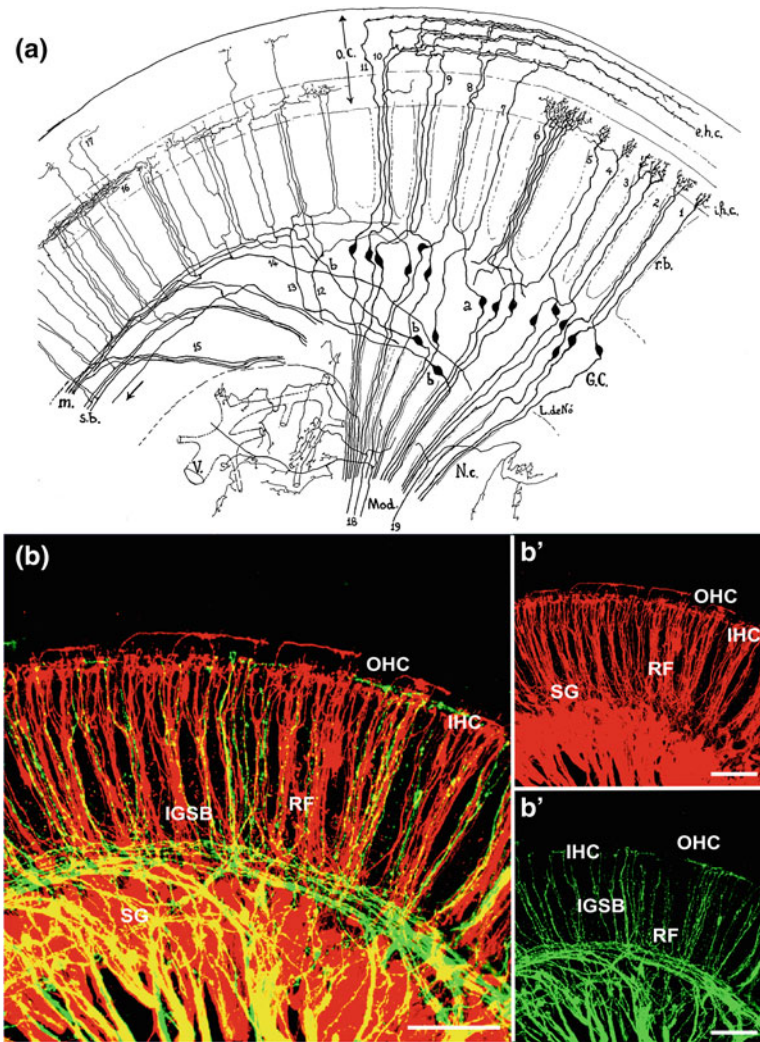 (a)
o.c.
11
10
9
8
7
e.h.c.
17
16
6
5
4
3
2
1
i.h.c.
r.b.
14
b
13
12
a
b
15
b
G.C.
m.
s.b.
L. de Nó
V.
N.c.
Mod.
18
19
(b)
OHC
IHC
IGSB
RF
SG
b’
OHC
IHC
RF
SG
b’
IHC
OHC
IGSB
RF